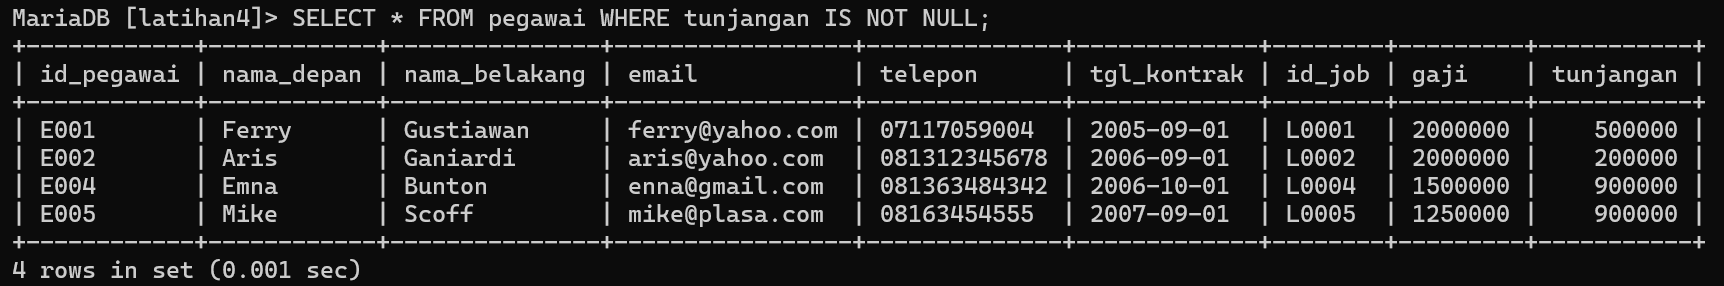 MariaDB [latihan4]> SELECT * FROM pegawai WHERE tunjangan IS NOT NULL;
+------------+------------+---------------+-----------------+--------------+-------------+--------+---------+-----------+
| id_pegawai | nama_depan | nama_belakang | email           | telepon      | tgl_kontrak | id_job | gaji    | tunjangan |
+------------+------------+---------------+-----------------+--------------+-------------+--------+---------+-----------+
| E001       | Ferry      | Gustiawan     | ferry@yahoo.com | 07117059004  | 2005-09-01  | L0001  | 2000000 |    500000 |
| E002       | Aris       | Ganiardi      | aris@yahoo.com  | 081312345678 | 2006-09-01  | L0002  | 2000000 |    200000 |
| E004       | Emna       | Bunton        | enna@gmail.com  | 081363484342 | 2006-10-01  | L0004  | 1500000 |    900000 |
| E005       | Mike       | Scoff         | mike@plasa.com  | 08163454555  | 2007-09-01  | L0005  | 1250000 |    900000 |
+------------+------------+---------------+-----------------+--------------+-------------+--------+---------+-----------+
4 rows in set (0.001 sec)